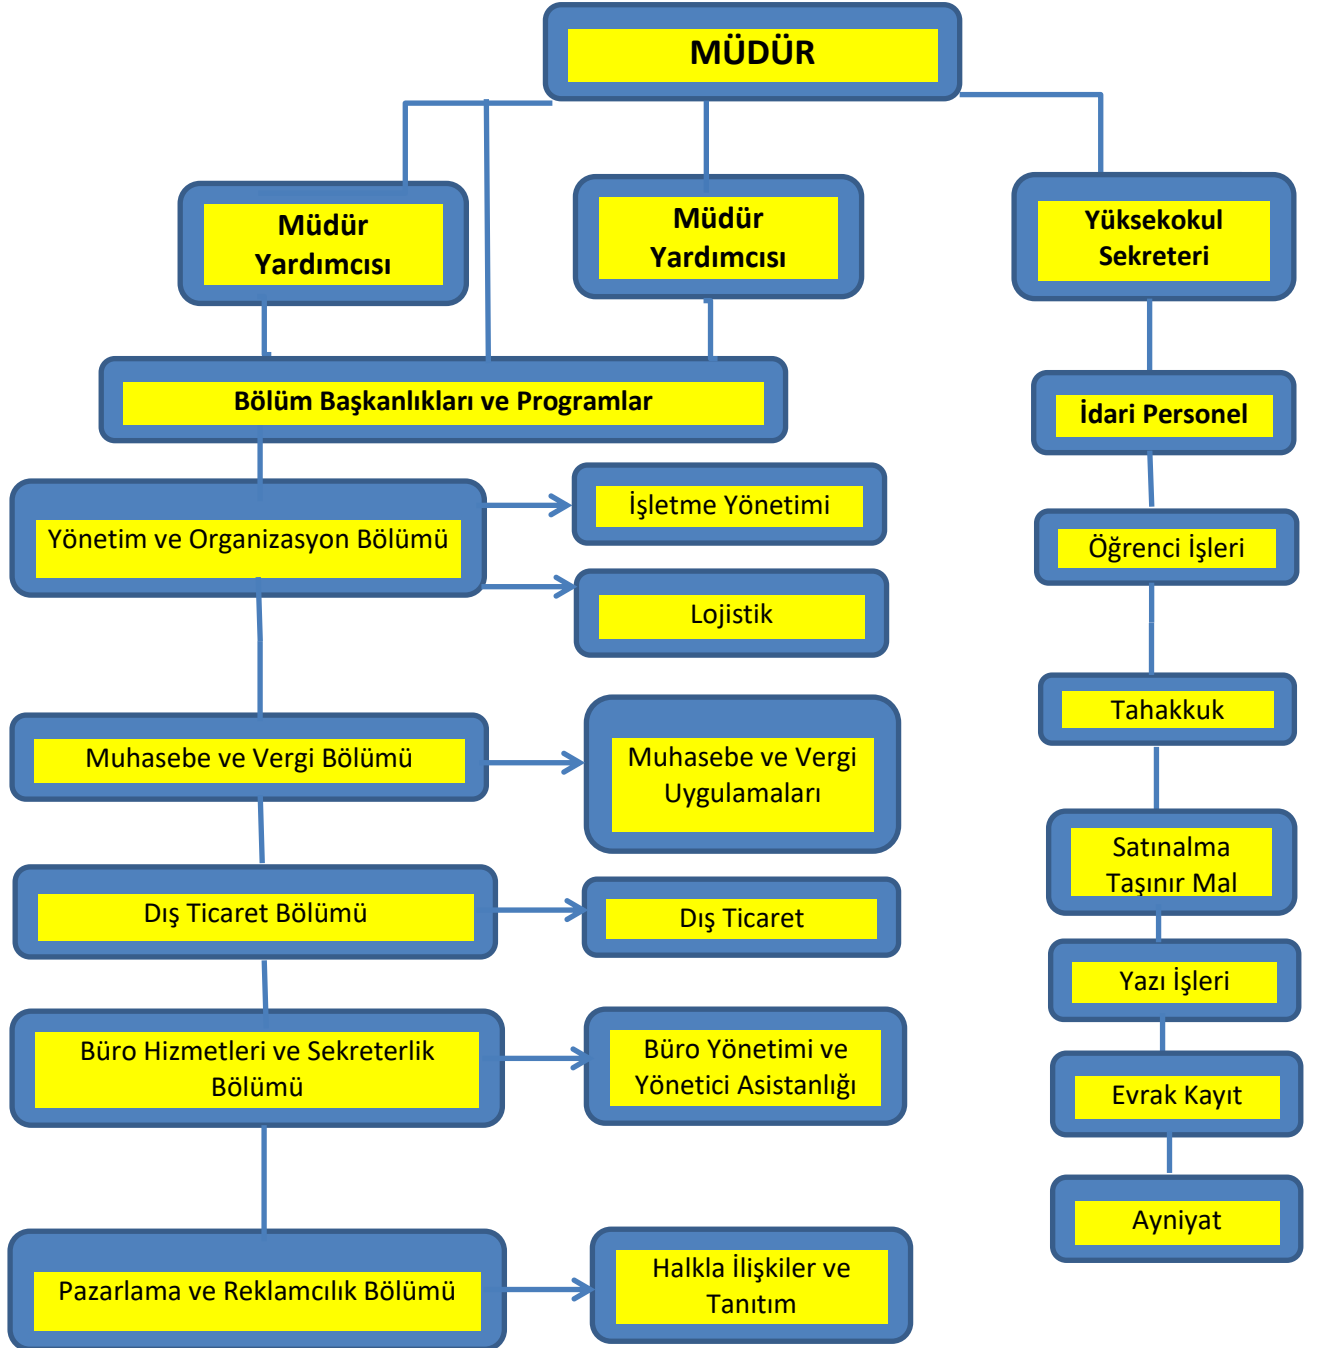 MÜDÜR
Müdür
Yardımcısı
Müdür
Yardımcısı
Yüksekokul
Sekreteri
Bölüm Başkanlıkları ve Programlar
İdari Personel
Yönetim ve Organizasyon Bölümü
İşletme Yönetimi
Lojistik
Öğrenci İşleri
Muhasebe ve Vergi Bölümü
Muhasebe ve Vergi
Uygulamaları
Tahakkuk
Dış Ticaret Bölümü
Dış Ticaret
Satınalma
Taşınır Mal
Yazı İşleri
Büro Hizmetleri ve Sekreterlik
Bölümü
Büro Yönetimi ve
Yönetici Asistanlığı
Evrak Kayıt
Ayniyat
Pazarlama ve Reklamcılık Bölümü
Halkla İlişkiler ve
Tanıtım